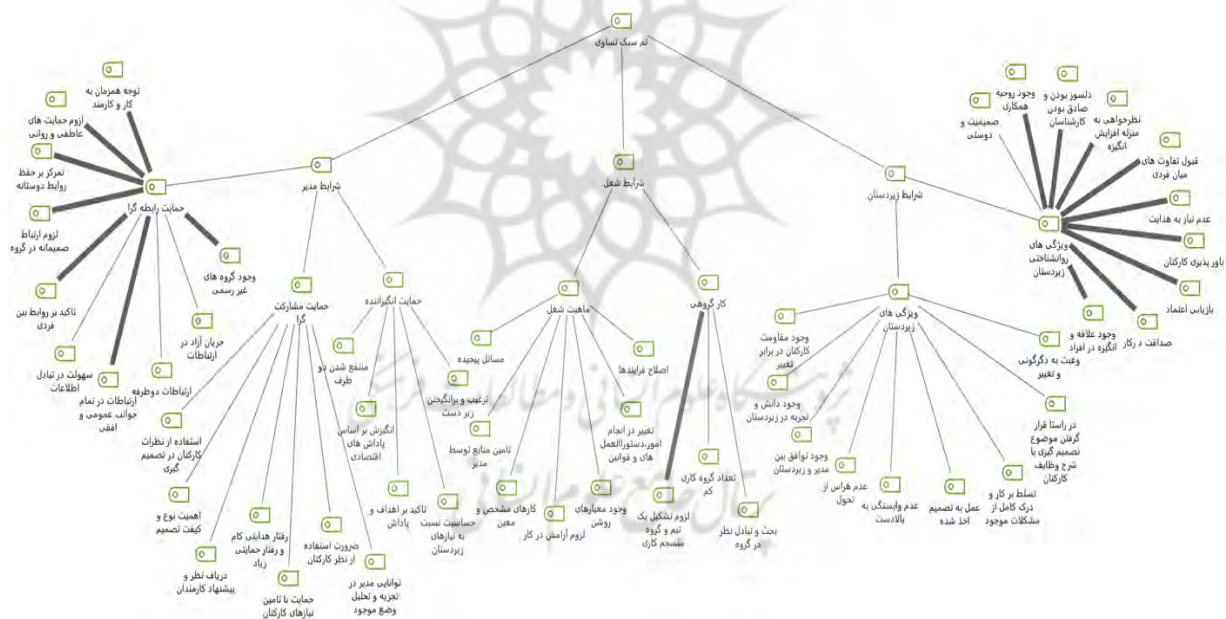 تم سبک تساوی
شرایط مدیر
شرایط شغل
شرایط زیردستان
توجه همزمان به
کار و کارمند
لزوم حمایت های
عاطفی و روانی
تمرکز بر حفظ
روابط دوستانه
حمایت رابطه گرا
لزوم ارتباط
صمیمانه در گروه
تاکید بر روابط بین
فردی
سهولت در تبادل
اطلاعات
ارتباطات در تمام
جوانب عمومی و
افقی
ارتباطات دوطرفه
جریان آزاد در
ارتباطات
وجود گروه های
غیر رسمی
حمایت مشارکت
گرا
استفاده از نظرات
کارکنان در تصمیم
گیری
اهمیت نوع و
کیفت تصمیم
دریاف نظر و
پیشنهاد کارمندان
رفتار هدایتی کام
و رفتار حمایتی
زیاد
حمایت با تامین
نیازهای کارکنان
ضرورت استفاده
از نظر کارکنان
توانایی مدیر در
تجزیه و تحلیل
وضع موجود
حمایت انگیزاننده
منتفع شدن دو
طرف
انگیزش بر اساس
پاداش های
اقتصادی
تاکید بر اهداف و
پاداش
حساسیت نسبت
به نیازهای
زیردستان
ترغیب و برانگیختن
زیر دست
ماهیت شغل
مسائل پیچیده
تامین منابع توسط
مدیر
کارهای مشخص و
معین
لزوم آرامش در کار
وجود معیارهای
روشن
تغییر در انجام
امور،دستورالعمل
های و قوانین
اصلاح فرایندها
کار گروهی
لزوم تشکیل یک
تیم و گروه
منسجم کاری
تعداد گروه کاری
کم
بحث و تبادل نظر
در گروه
ویژگی های
زیردستان
وجود مقاومت
کارکنان در برابر
تغییر
وجود دانش و
تجربه در زیردستان
وجود توافق بین
مدیر و زیردستان
عدم هراس از
تحول
عدم وابستگی به
بالادست
عمل به تصمیم
اخذ شده
تسلط بر کار و
درک کامل از
مشکلات موجود
در راستا قرار
گرفتن موضوع
تصمیم گیری با
شرح وظایف
کارکنان
رغبت به دگرگونی
و تغییر
ویژگی های
روانشناختی
زیردستان
صمیمیت و
دوستی
وجود روحیه
همکاری
دلسوز بودن و
صادق بودن
کارشناسان
نظرخواهی به
منزله افزایش
انگیزه
قبول تفاوت های
میان فردی
عدم نیاز به هدایت
باور پذیری کارکنان
بازیابی اعتماد
صداقت در کار
وجود علاقه و
انگیزه در افراد
پژوهشگاه علوم انسانی و مطالعات فرهنگی
پرتال جامع علوم انسانی